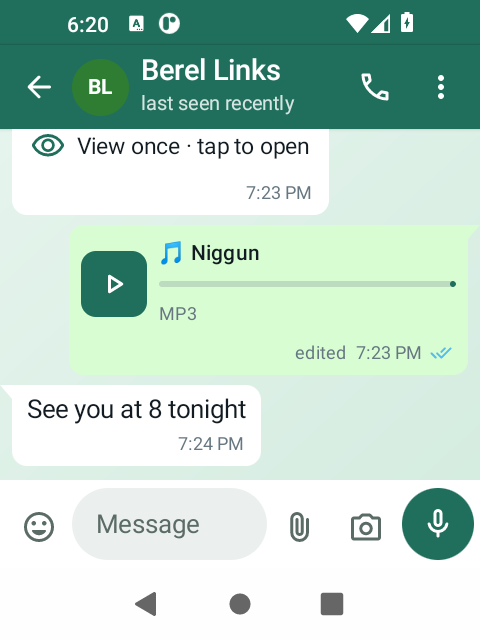 6:20
A
BL
Berel Links
last seen recently
View once · tap to open
7:23 PM
🎵 Niggun
MP3
edited 7:23 PM
See you at 8 tonight
7:24 PM
Message